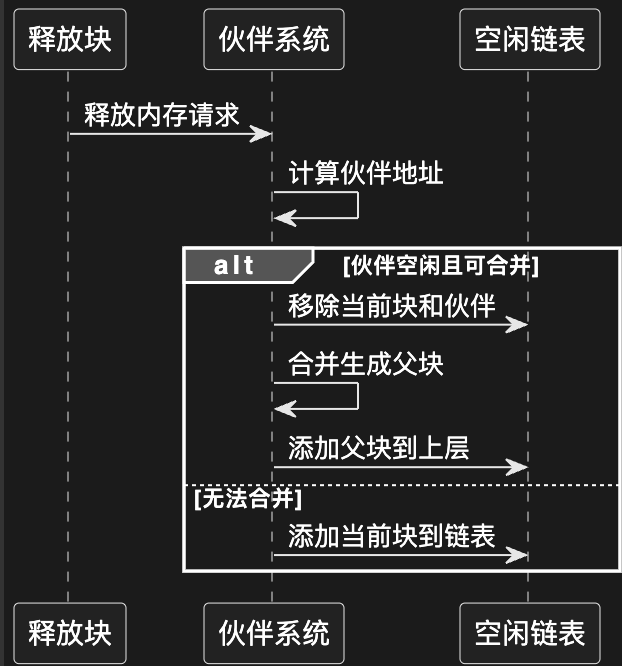 释放块 伙伴系统 空闲链表
释放内存请求
计算伙伴地址
alt [伙伴空闲且可合并]
移除当前块和伙伴
合并生成父块
添加父块到上层
[无法合并]
添加当前块到链表
释放块 伙伴系统 空闲链表